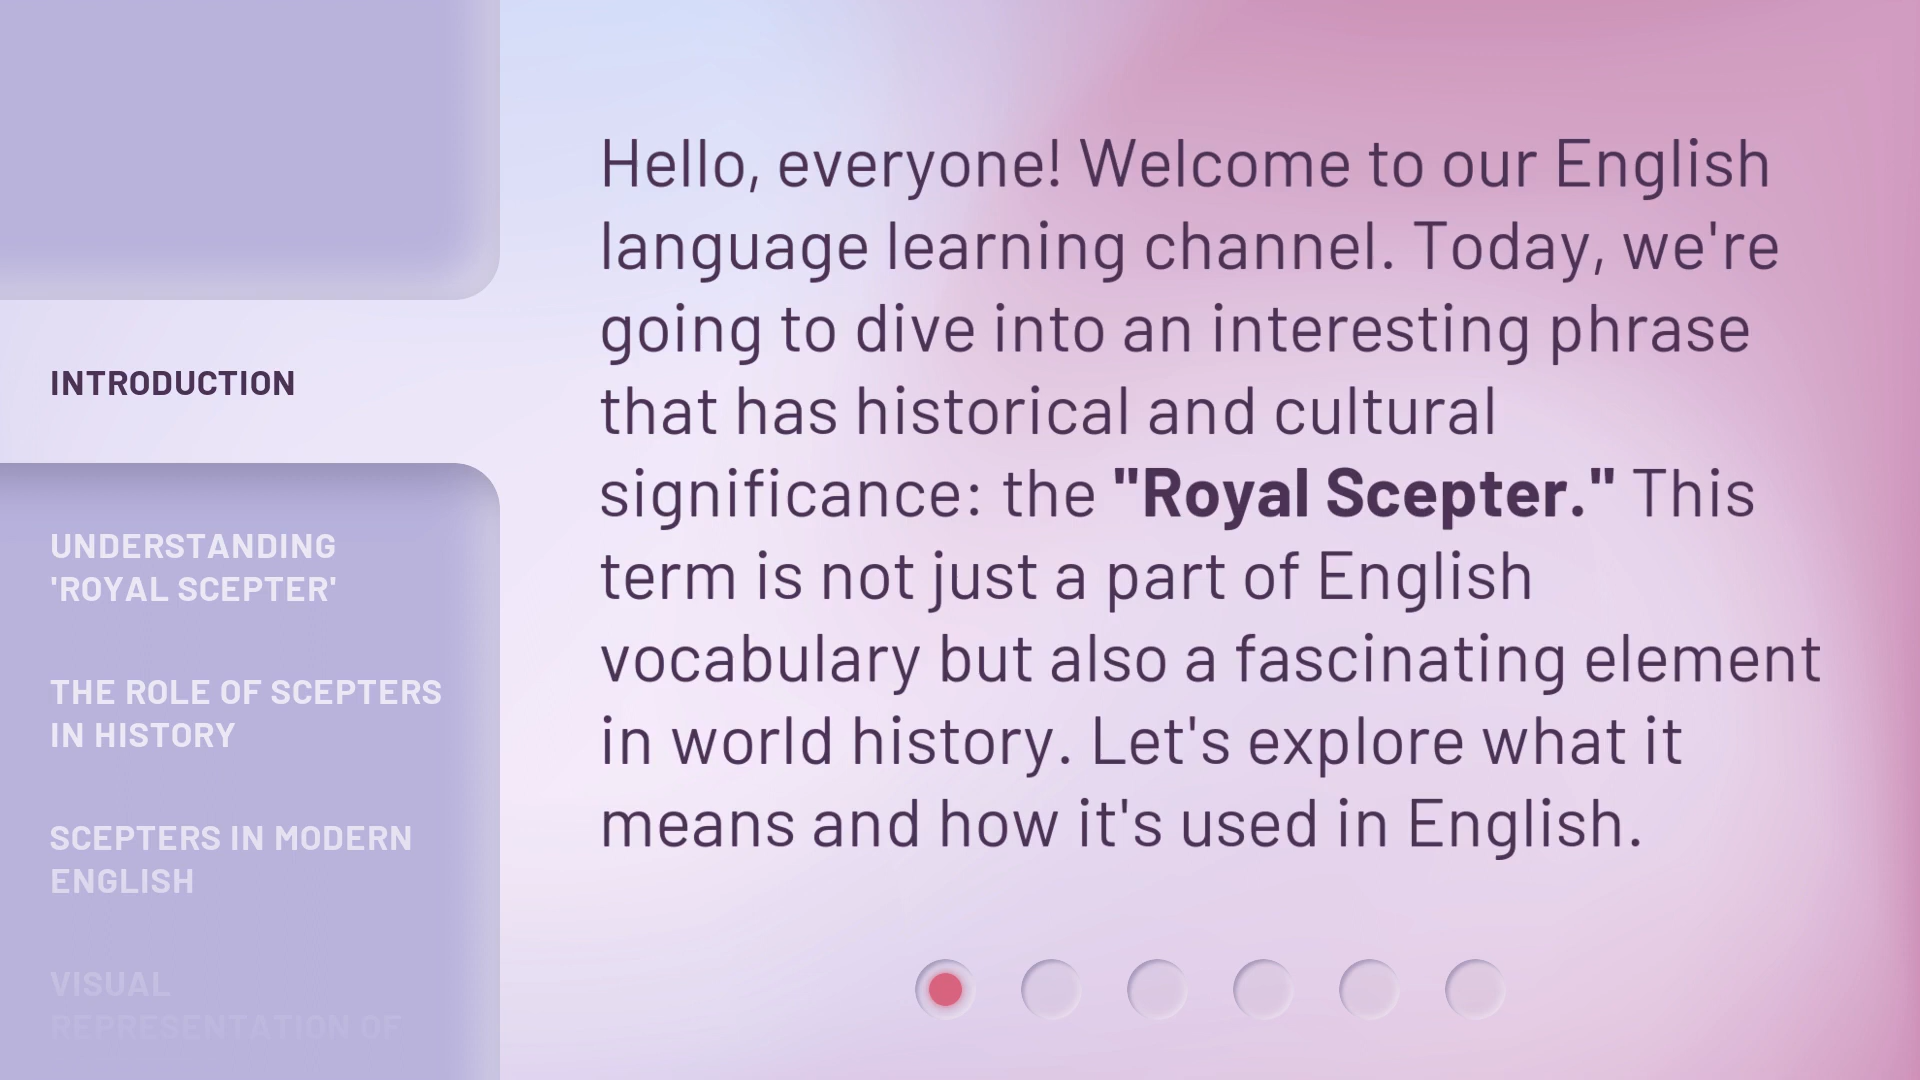 INTRODUCTION
UNDERSTANDING
'ROYAL SCEPTER'
THE ROLE OF SCEPTERS
IN HISTORY
SCEPTERS IN MODERN
ENGLISH
VISUAL
REPRESENTATION OF
Hello, everyone! Welcome to our English
language learning channel. Today, we're
going to dive into an interesting phrase
that has historical and cultural
significance: the "Royal Scepter." This
term is not just a part of English
vocabulary but also a fascinating element
in world history. Let's explore what it
means and how it's used in English.